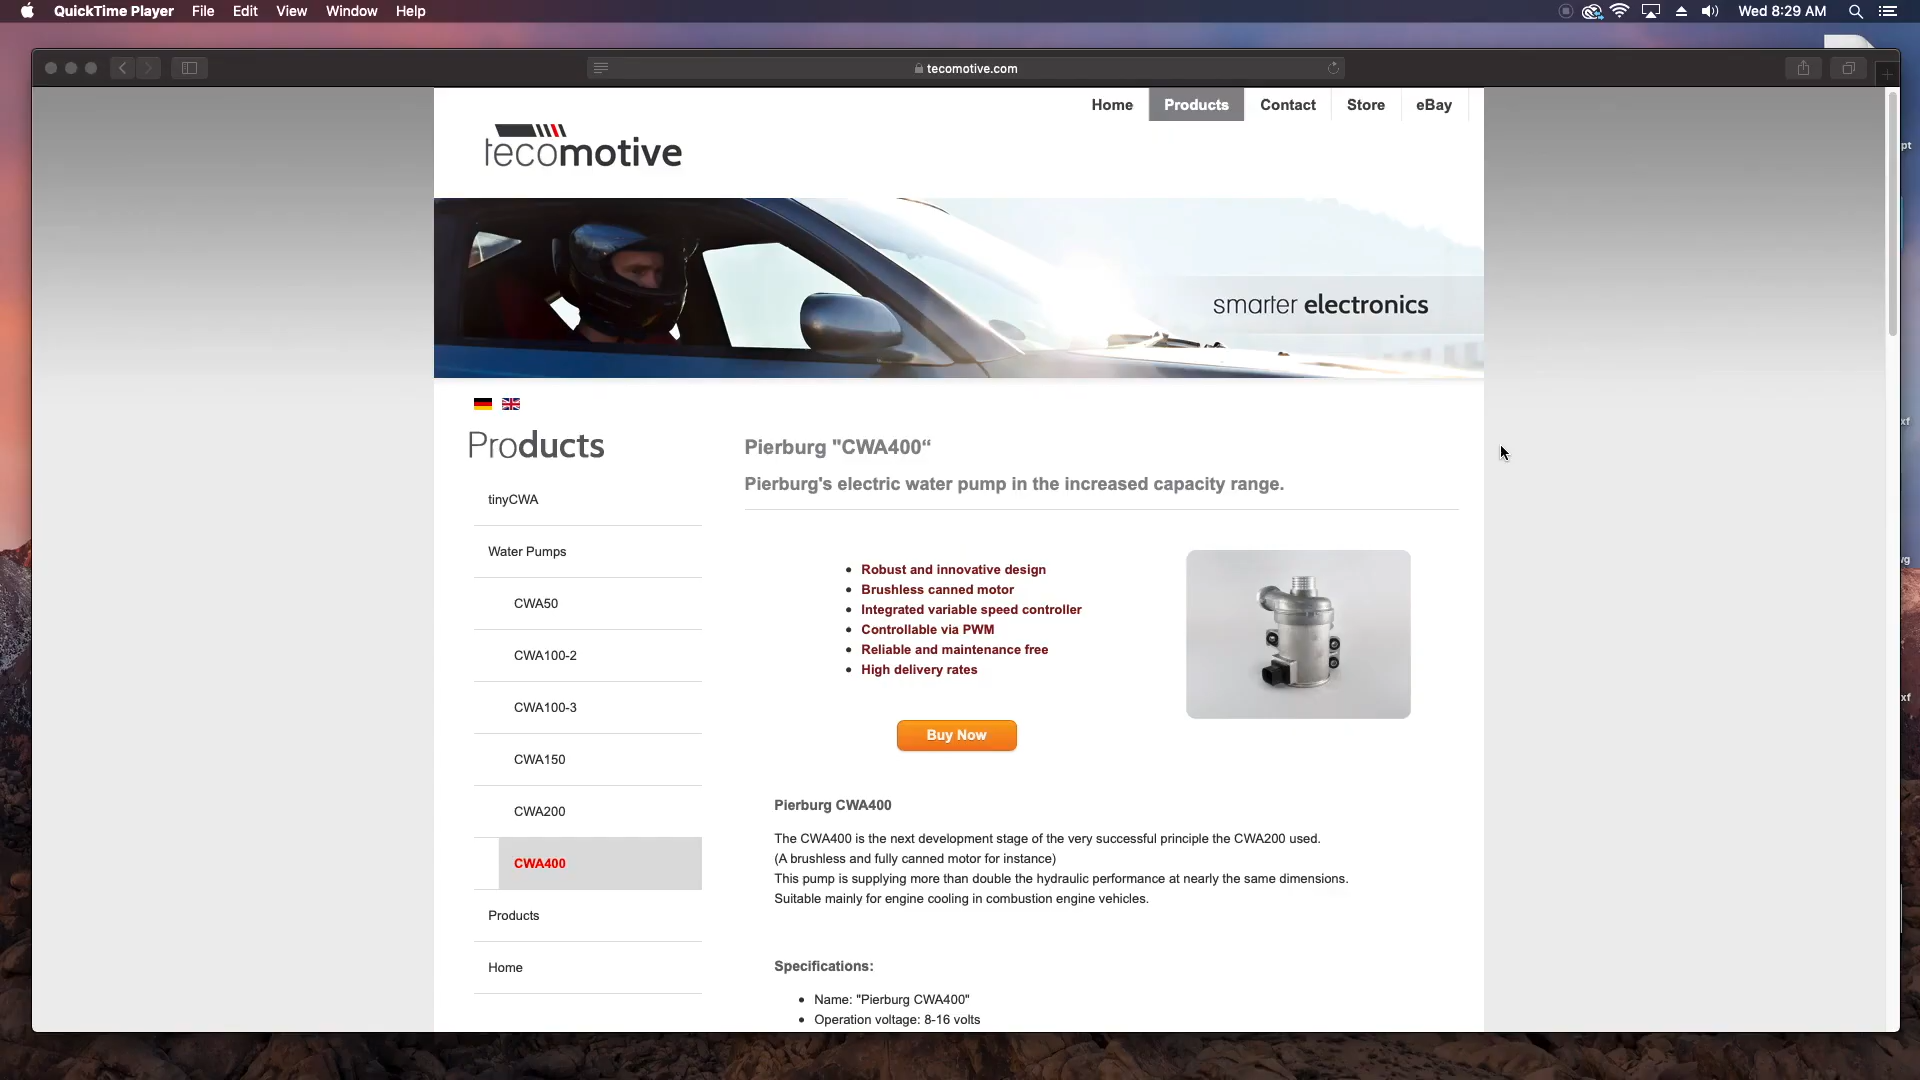 QuickTime Player File Edit View Window Help
Wed 8:29 AM
tecomotive.com
Home Products Contact Store eBay
tecomotive
smarter electronics
Products
tinyCWA
Water Pumps
CWA50
CWA100-2
CWA100-3
CWA150
CWA200
CWA400
Products
Home
Pierburg "CWA400“
Pierburg's electric water pump in the increased capacity range.
Robust and innovative design
Brushless canned motor
Integrated variable speed controller
Controllable via PWM
Reliable and maintenance free
High delivery rates
Buy Now
Pierburg CWA400
The CWA400 is the next development stage of the very successful principle the CWA200 used.
(A brushless and fully canned motor for instance)
This pump is supplying more than double the hydraulic performance at nearly the same dimensions.
Suitable mainly for engine cooling in combustion engine vehicles.
Specifications:
Name: "Pierburg CWA400"
Operation voltage: 8-16 volts